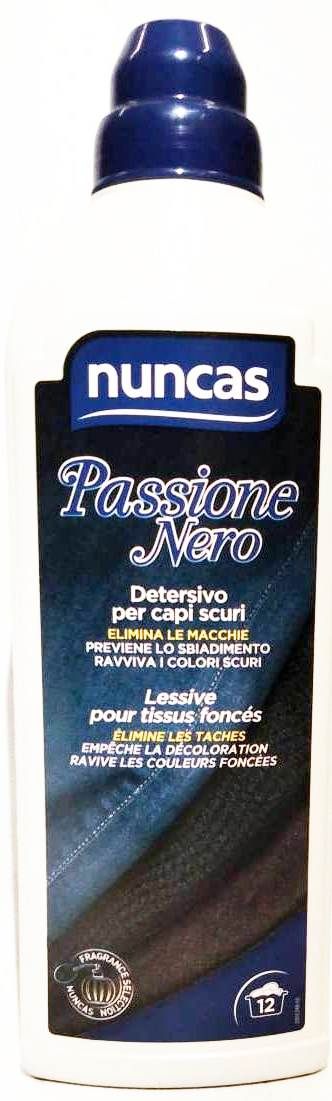 nuncas
Passione
Nero
Detersivo
per capi scuri
ELIMINA LE MACCHIE
PREVIENE LO SBIADIMENTO
RAVVIVA I COLORI SCURI
Lessive
pour tissus foncés
ÉLIMINE LES TACHES
EMPÊCHE LA DÉCOLORATION
RAVIVE LES COULEURS FONCÉES
FRAGRANCE SELECTION
NUNCAS
12